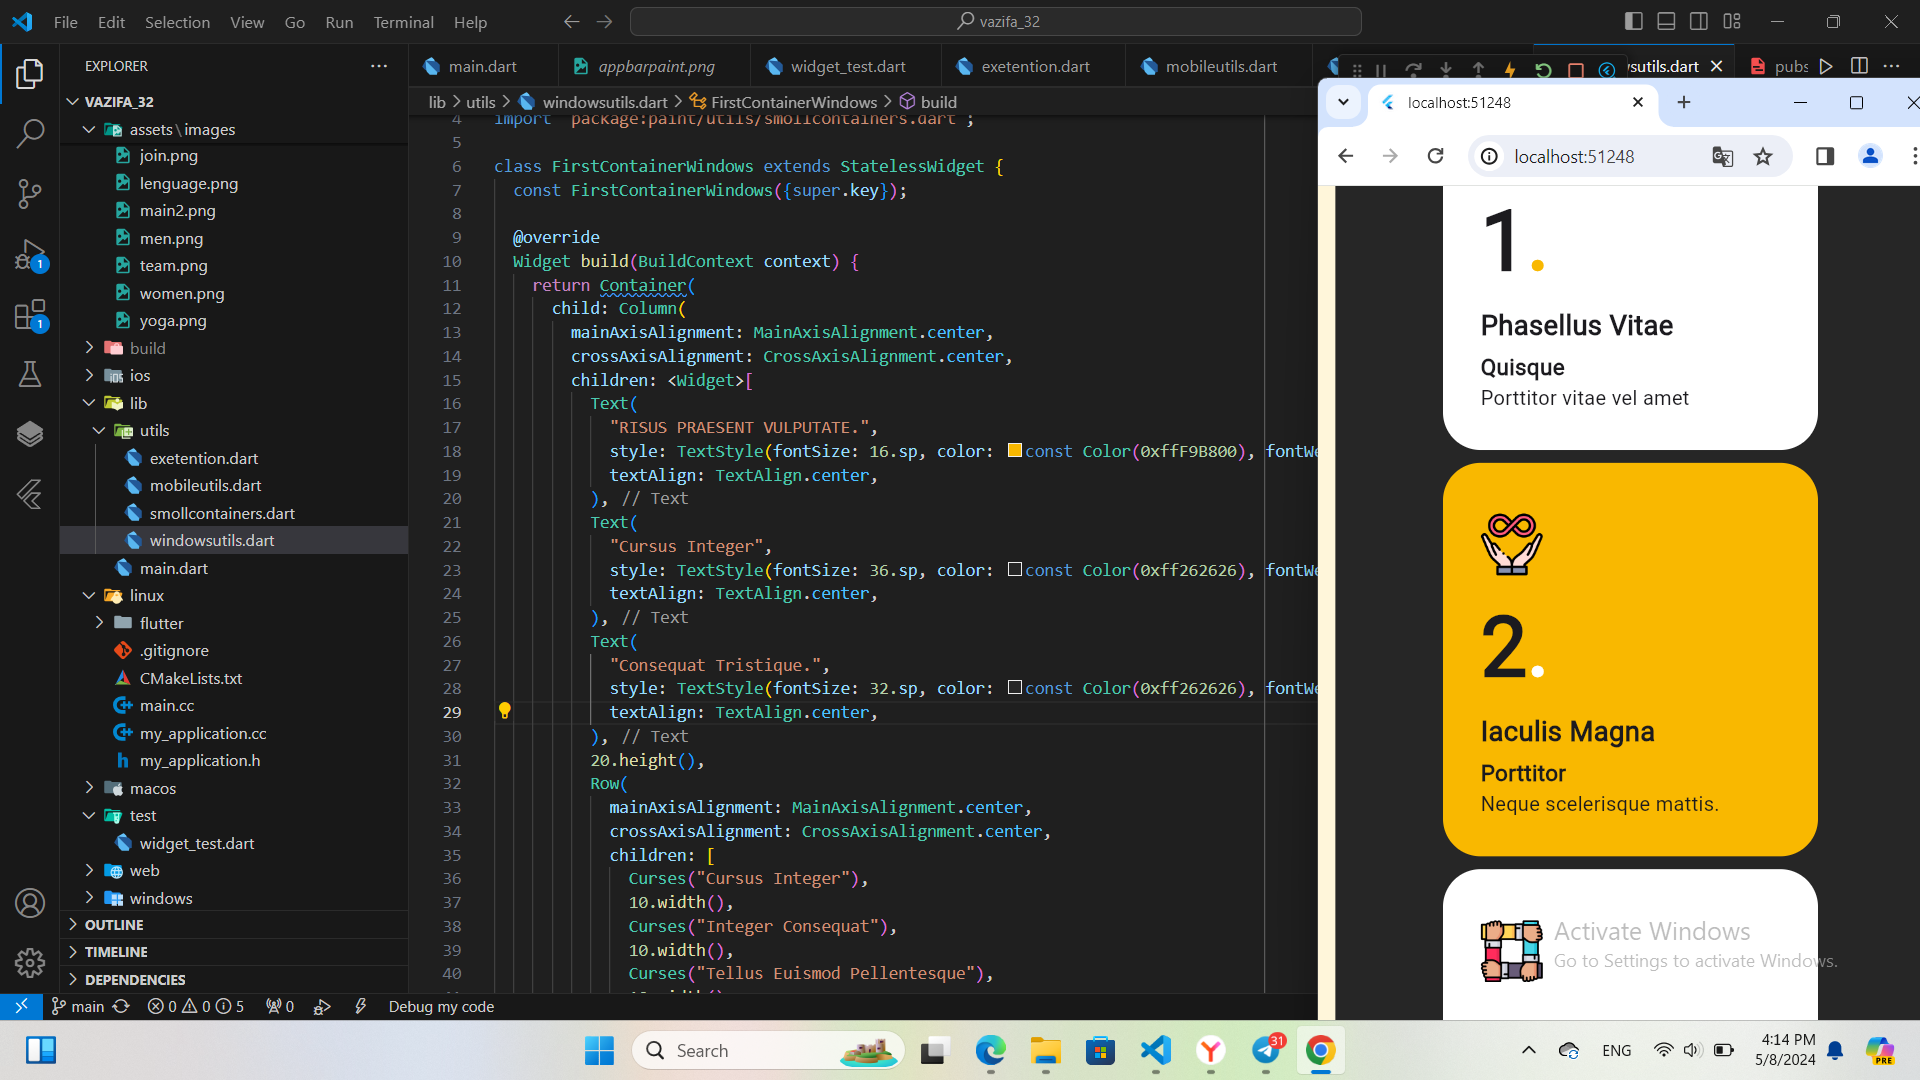 File Edit Selection View Go Run Terminal Help
vazifa_32
EXPLORER
VAZIFA_32
assets \ images
join.png
lenguage.png
main2.png
men.png
team.png
women.png
yoga.png
build
ios
lib
utils
exetention.dart
mobileutils.dart
smollcontainers.dart
windowsutils.dart
main.dart
linux
flutter
.gitignore
CMakeLists.txt
main.cc
my_application.cc
my_application.h
macos
test
widget_test.dart
web
windows
OUTLINE
TIMELINE
DEPENDENCIES
1
1
main.dart appbarpaint.png widget_test.dart exetention.dart mobileutils.dart sutils.dart pubs
lib > utils > windowsutils.dart > FirstContainerWindows > build
4 import 'package:paint/utils/smollcontainers.dart';
5
6 class FirstContainerWindows extends StatelessWidget {
7 const FirstContainerWindows({super.key});
8
9 @override
10 Widget build(BuildContext context) {
11 return Container(
12 child: Column(
13 mainAxisAlignment: MainAxisAlignment.center,
14 crossAxisAlignment: CrossAxisAlignment.center,
15 children: <Widget>[
16 Text(
17 "RISUS PRAESENT VULPUTATE.",
18 style: TextStyle(fontSize: 16.sp, color: const Color(0xffF9B800), fontWe
19 textAlign: TextAlign.center,
20 ), // Text
21 Text(
22 "Cursus Integer",
23 style: TextStyle(fontSize: 36.sp, color: const Color(0xff262626), fontWe
24 textAlign: TextAlign.center,
25 ), // Text
26 Text(
27 "Consequat Tristique.",
28 style: TextStyle(fontSize: 32.sp, color: const Color(0xff262626), fontWe
29 textAlign: TextAlign.center,
30 ), // Text
31 20.height(),
32 Row(
33 mainAxisAlignment: MainAxisAlignment.center,
34 crossAxisAlignment: CrossAxisAlignment.center,
35 children: [
36 Curses("Cursus Integer"),
37 10.width(),
38 Curses("Integer Consequat"),
39 10.width(),
40 Curses("Tellus Euismod Pellentesque"),
localhost:51248
localhost:51248
1.
Phasellus Vitae
Quisque
Porttitor vitae vel amet
2.
Iaculis Magna
Porttitor
Neque scelerisque mattis.
Activate Windows
Go to Settings to activate Windows.
main 0 0 5 0 Debug my code
Search
31
ENG
4:14 PM
5/8/2024
PRE